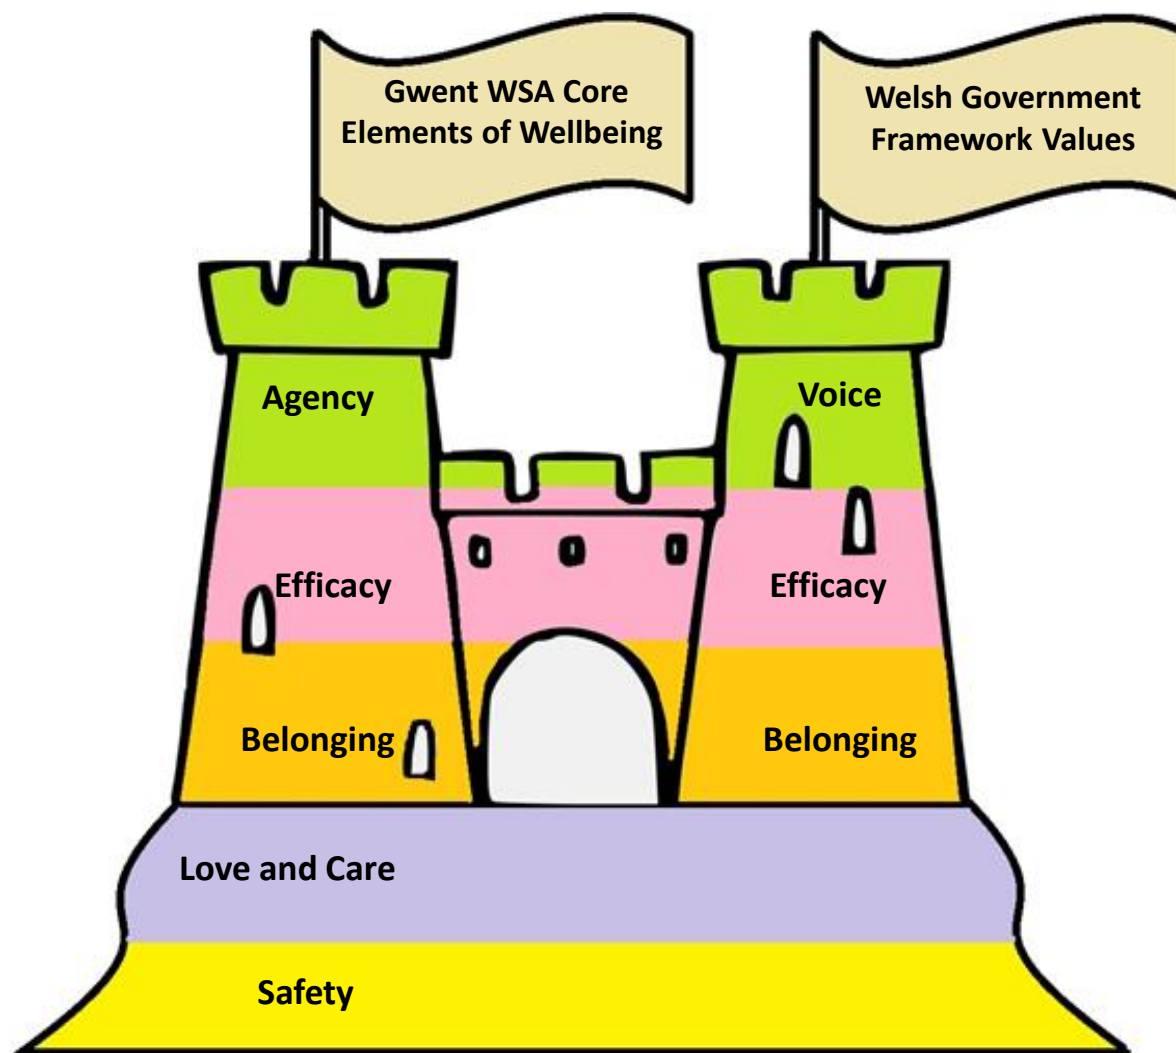 Gwent WSA Core
Elements of Wellbeing
Welsh Government
Framework Values
Agency
Voice
Efficacy
Efficacy
Belonging
Belonging
Love and Care
Safety